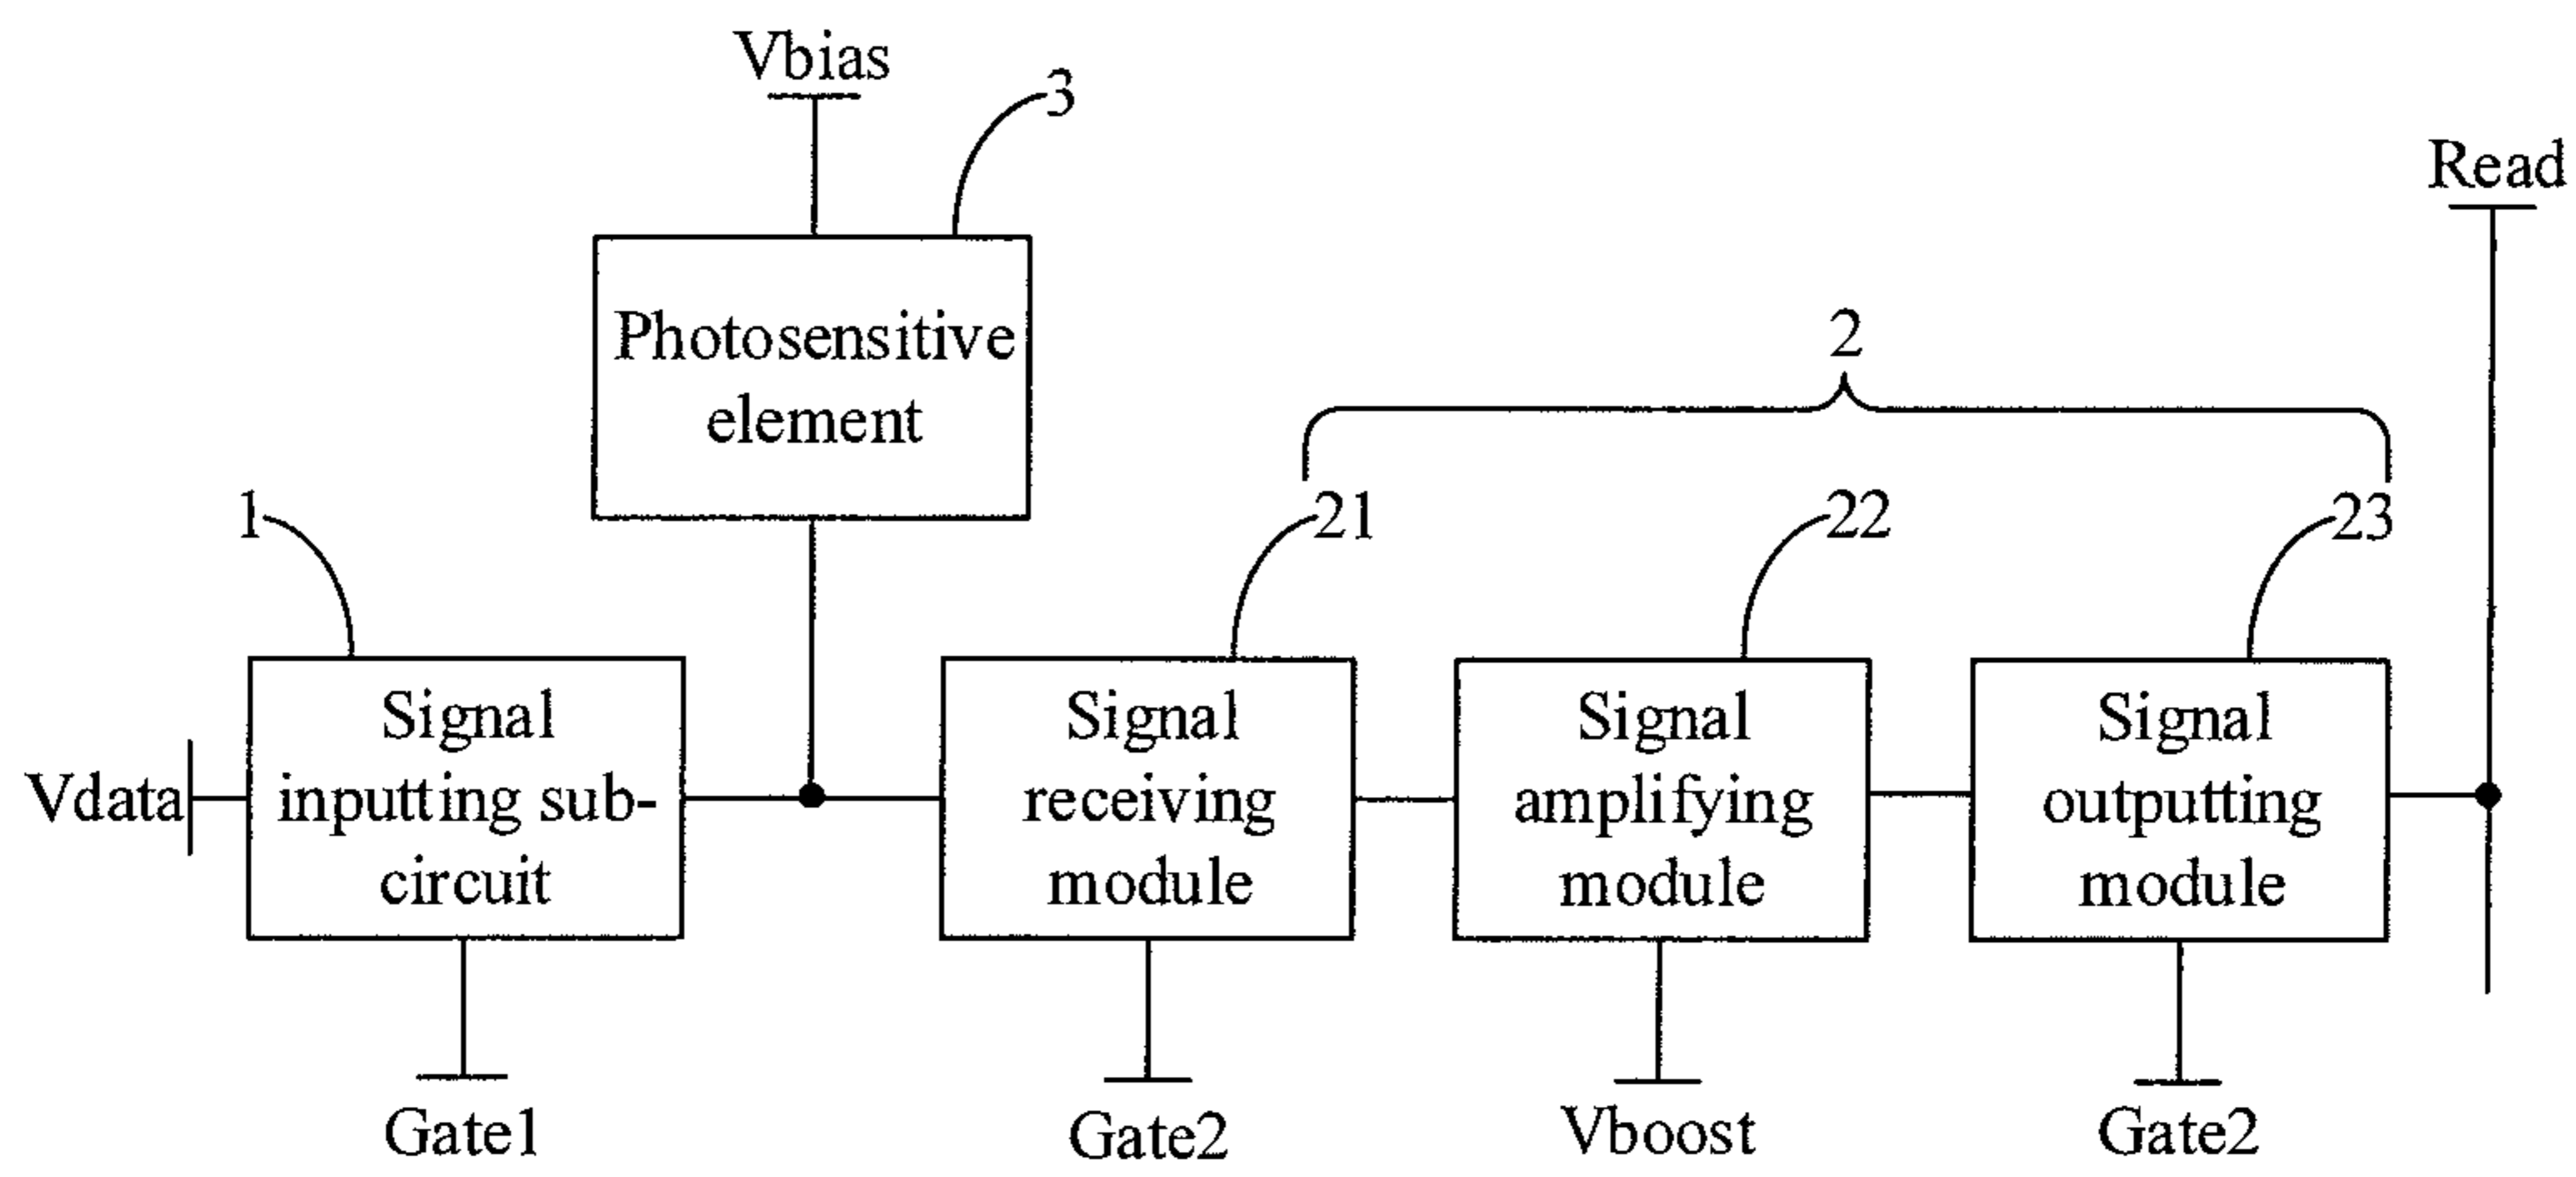 Vbias
3
Read
Photosensitive
element
2
1
21
22
23
Vdata
Signal
inputting sub-
circuit
Signal
receiving
module
Signal
amplifying
module
Signal
outputting
module
Gate1
Gate2
Vboost
Gate2